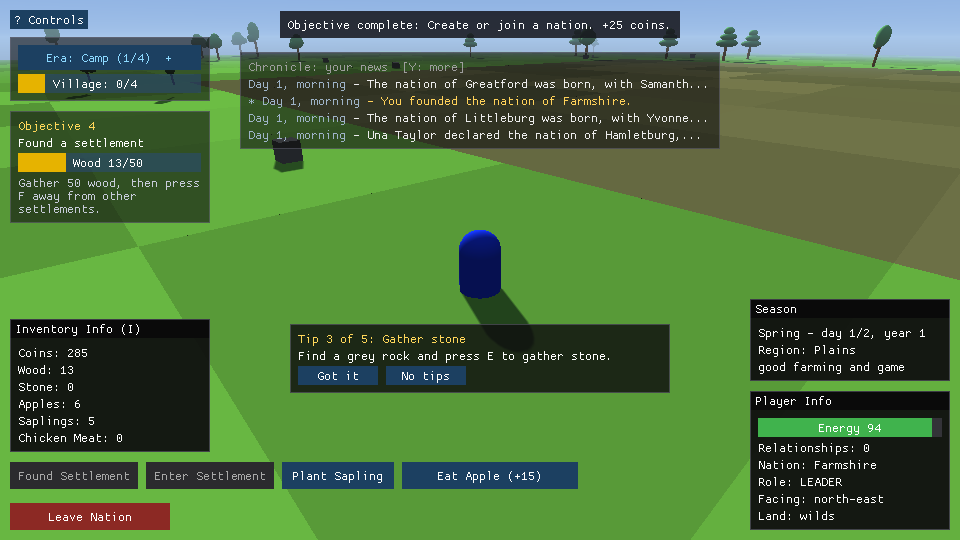 ? Controls
Objective complete: Create or join a nation. +25 coins.
Era: Camp (1/4)  +
Village: 0/4
Chronicle: your news  [Y: more]
Day 1, morning – The nation of Greatford was born, with Samanth...
* Day 1, morning – You founded the nation of Farmshire.
Day 1, morning – The nation of Littleburg was born, with Yvonne...
Day 1, morning – Una Taylor declared the nation of Hamletburg,...
Objective 4
Found a settlement
Wood 13/50
Gather 50 wood, then press
F away from other
settlements.
Inventory Info (I)
Coins: 285
Wood: 13
Stone: 0
Apples: 6
Saplings: 5
Chicken Meat: 0
Tip 3 of 5: Gather stone
Find a grey rock and press E to gather stone.
Got it
No tips
Season
Spring – day 1/2, year 1
Region: Plains
good farming and game
Player Info
Energy 94
Relationships: 0
Nation: Farmshire
Role: LEADER
Facing: north-east
Land: wilds
Found Settlement
Enter Settlement
Plant Sapling
Eat Apple (+15)
Leave Nation